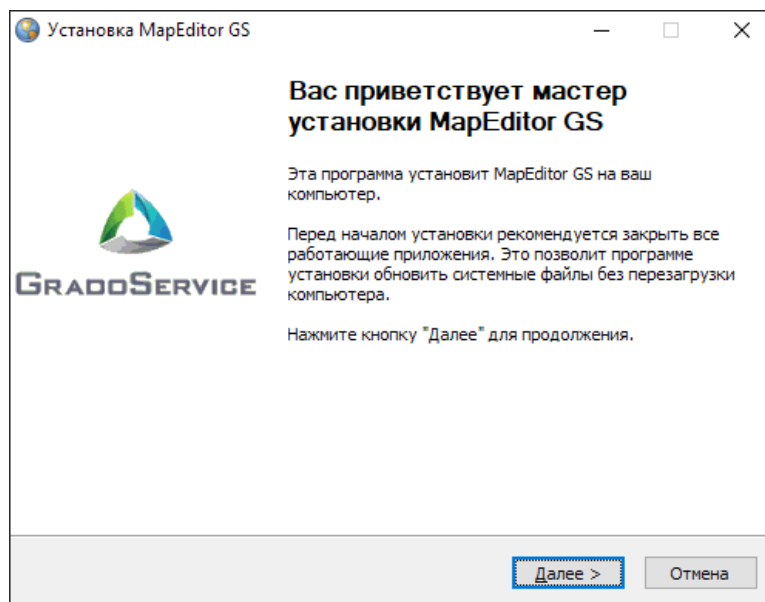 Установка MapEditor GS
Вас приветствует мастер
установки MapEditor GS
Эта программа установит MapEditor GS на ваш
компьютер.
Перед началом установки рекомендуется закрыть все
работающие приложения. Это позволит программе
установки обновить системные файлы без перезагрузки
компьютера.
Нажмите кнопку "Далее" для продолжения.
GRADOSERVICE
Далее >
Отмена